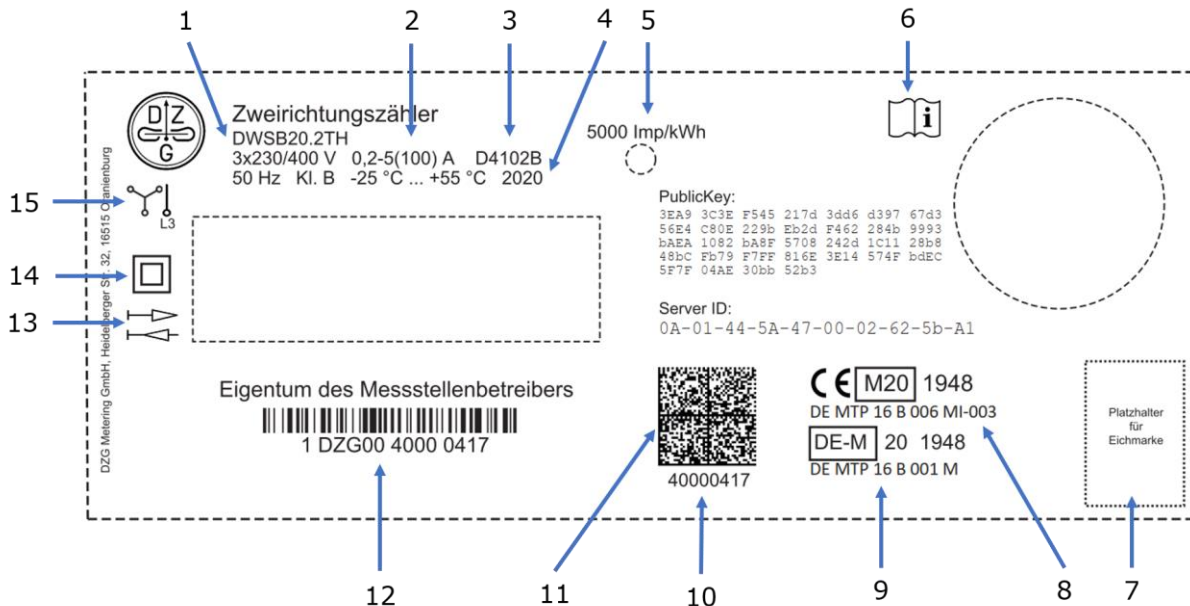 1
2
3
4
5
6
D Z
G
Zweirichtungszähler
DWSB20.2TH
3x230/400 V 0,2-5(100) A D4102B
50 Hz Kl. B -25 °C ... +55 °C 2020
5000 Imp/kWh
i
15
L3
14
13
DZG Metering GmbH, Heidelberger Str. 32, 16515 Oranienburg
PublicKey:
3EA9 3C3E F545 217d 3dd6 d397 67d3
56E4 C80E 229b Eb2d F462 284b 9993
bAEA 1082 bA8F 5708 242d 1C11 28b8
48bC Fb79 F7FF 816E 3E14 574F bdEC
5F7F 04AE 30bb 52b3
Server ID:
0A-01-44-5A-47-00-02-62-5b-A1
Eigentum des Messstellenbetreibers
1 DZG00 4000 0417
40000417
CE M20 1948
DE MTP 16 B 006 MI-003
DE-M 20 1948
DE MTP 16 B 001 M
Platzhalter
für
Eichmarke
12
11
10
9
8
7